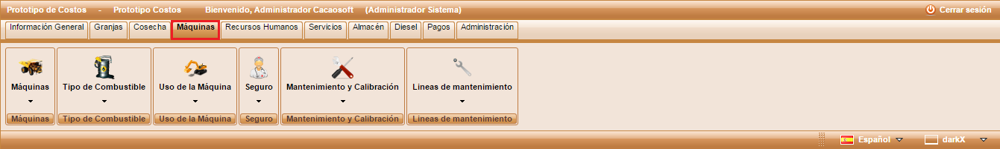 Prototipo de Costos - Prototipo Costos Bienvenido, Administrador Cacaosoft (Administrador Sistema) Cerrar sesión
Información General Granjas Cosecha Máquinas Recursos Humanos Servicios Almacén Diesel Pagos Administración
Máquinas Tipo de Combustible Uso de la Máquina Seguro Mantenimiento y Calibración Lineas de mantenimiento
Máquinas Tipo de Combustible Uso de la Máquina Seguro Mantenimiento y Calibración Lineas de mantenimiento
Español darkX